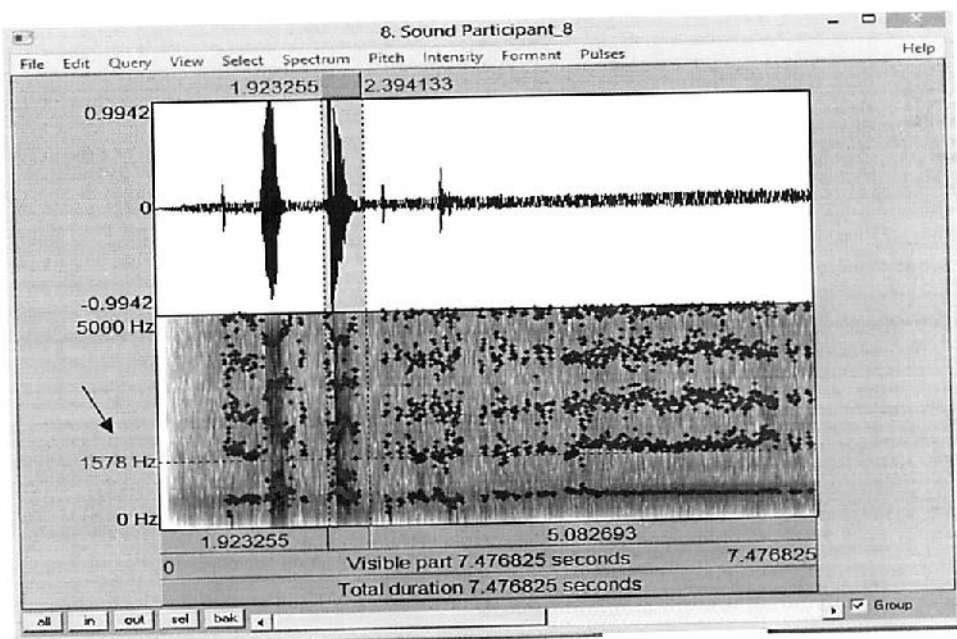 8. Sound Participant_8
File Edit Query View Select Spectrum Pitch Intensity Formant Pulses Help
1.923255 2.394133
0.9942
0
-0.9942
5000 Hz
1578 Hz
0 Hz
1.923255 5.082693
0 Visible part 7.476825 seconds 7.476825
Total duration 7.476825 seconds
all in out sel bak Group